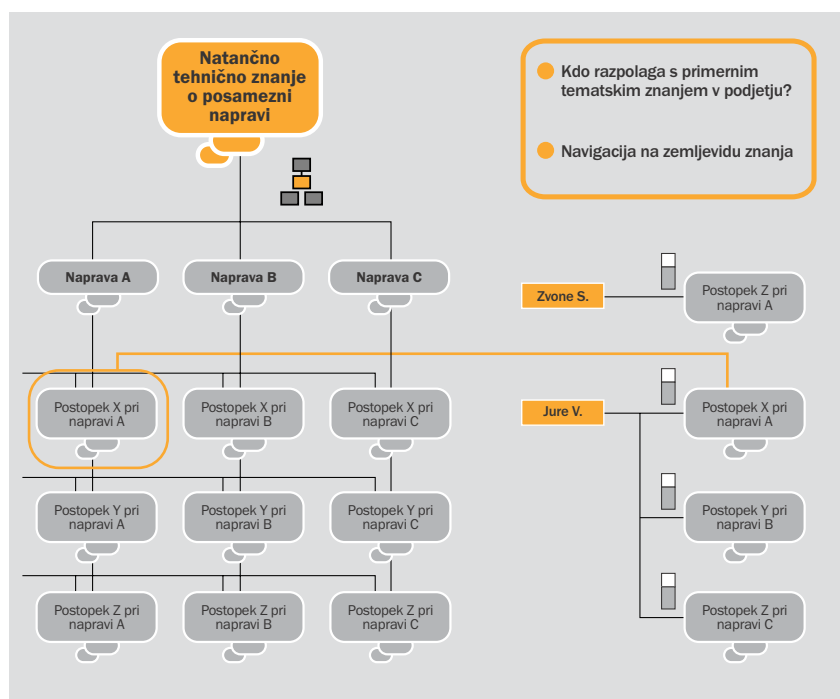 Natančno
tehnično znanje
o posamezni
napravi
Kdo razpolaga s primernim
tematskim znanjem v podjetju?
Navigacija na zemljevidu znanja
Naprava A
Naprava B
Naprava C
Zvone S.
Postopek Z pri
napravi A
Postopek X pri
napravi A
Postopek X pri
napravi B
Postopek X pri
napravi C
Jure V.
Postopek X pri
napravi A
Postopek Y pri
napravi A
Postopek Y pri
napravi B
Postopek Y pri
napravi C
Postopek Y pri
napravi B
Postopek Z pri
napravi A
Postopek Z pri
napravi B
Postopek Z pri
napravi C
Postopek Z pri
napravi C